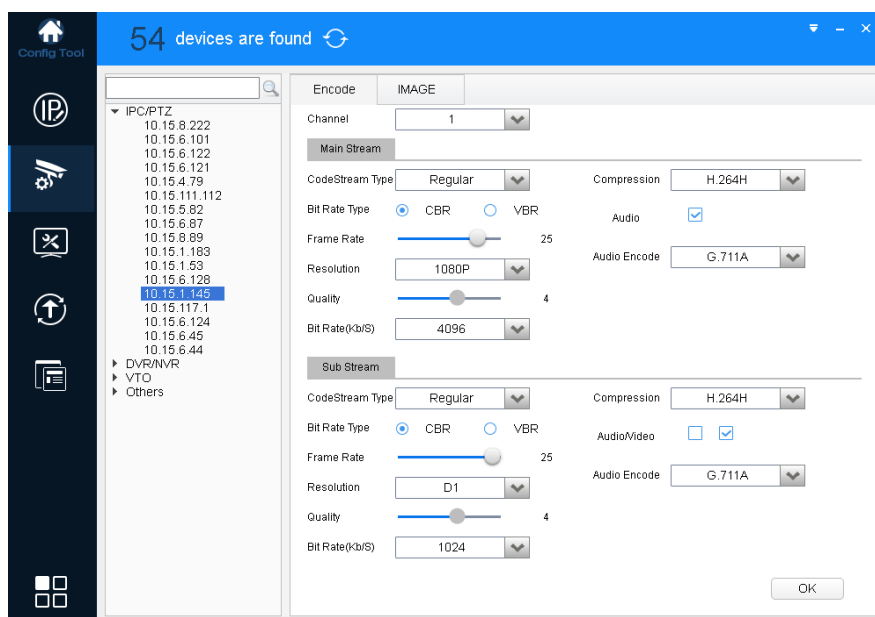 54 devices are found
Config Tool
IP
Encode IMAGE
IPC/PTZ
10.15.8.222
10.15.6.101
10.15.6.122
10.15.6.121
10.15.4.79
10.15.111.112
10.15.5.82
10.15.6.87
10.15.8.89
10.15.1.183
10.15.1.53
10.15.6.128
10.15.1.145
10.15.117.1
10.15.6.124
10.15.6.45
10.15.6.44
DVR/NVR
VTO
Others
Channel 1
Main Stream
CodeStream Type Regular Compression H.264H
Bit Rate Type CBR VBR Audio
Frame Rate 25
Audio Encode G.711A
Resolution 1080P
Quality 4
Bit Rate(Kb/S) 4096
Sub Stream
CodeStream Type Regular Compression H.264H
Bit Rate Type CBR VBR Audio/Video
Frame Rate 25
Audio Encode G.711A
Resolution D1
Quality 4
Bit Rate(Kb/S) 1024
OK